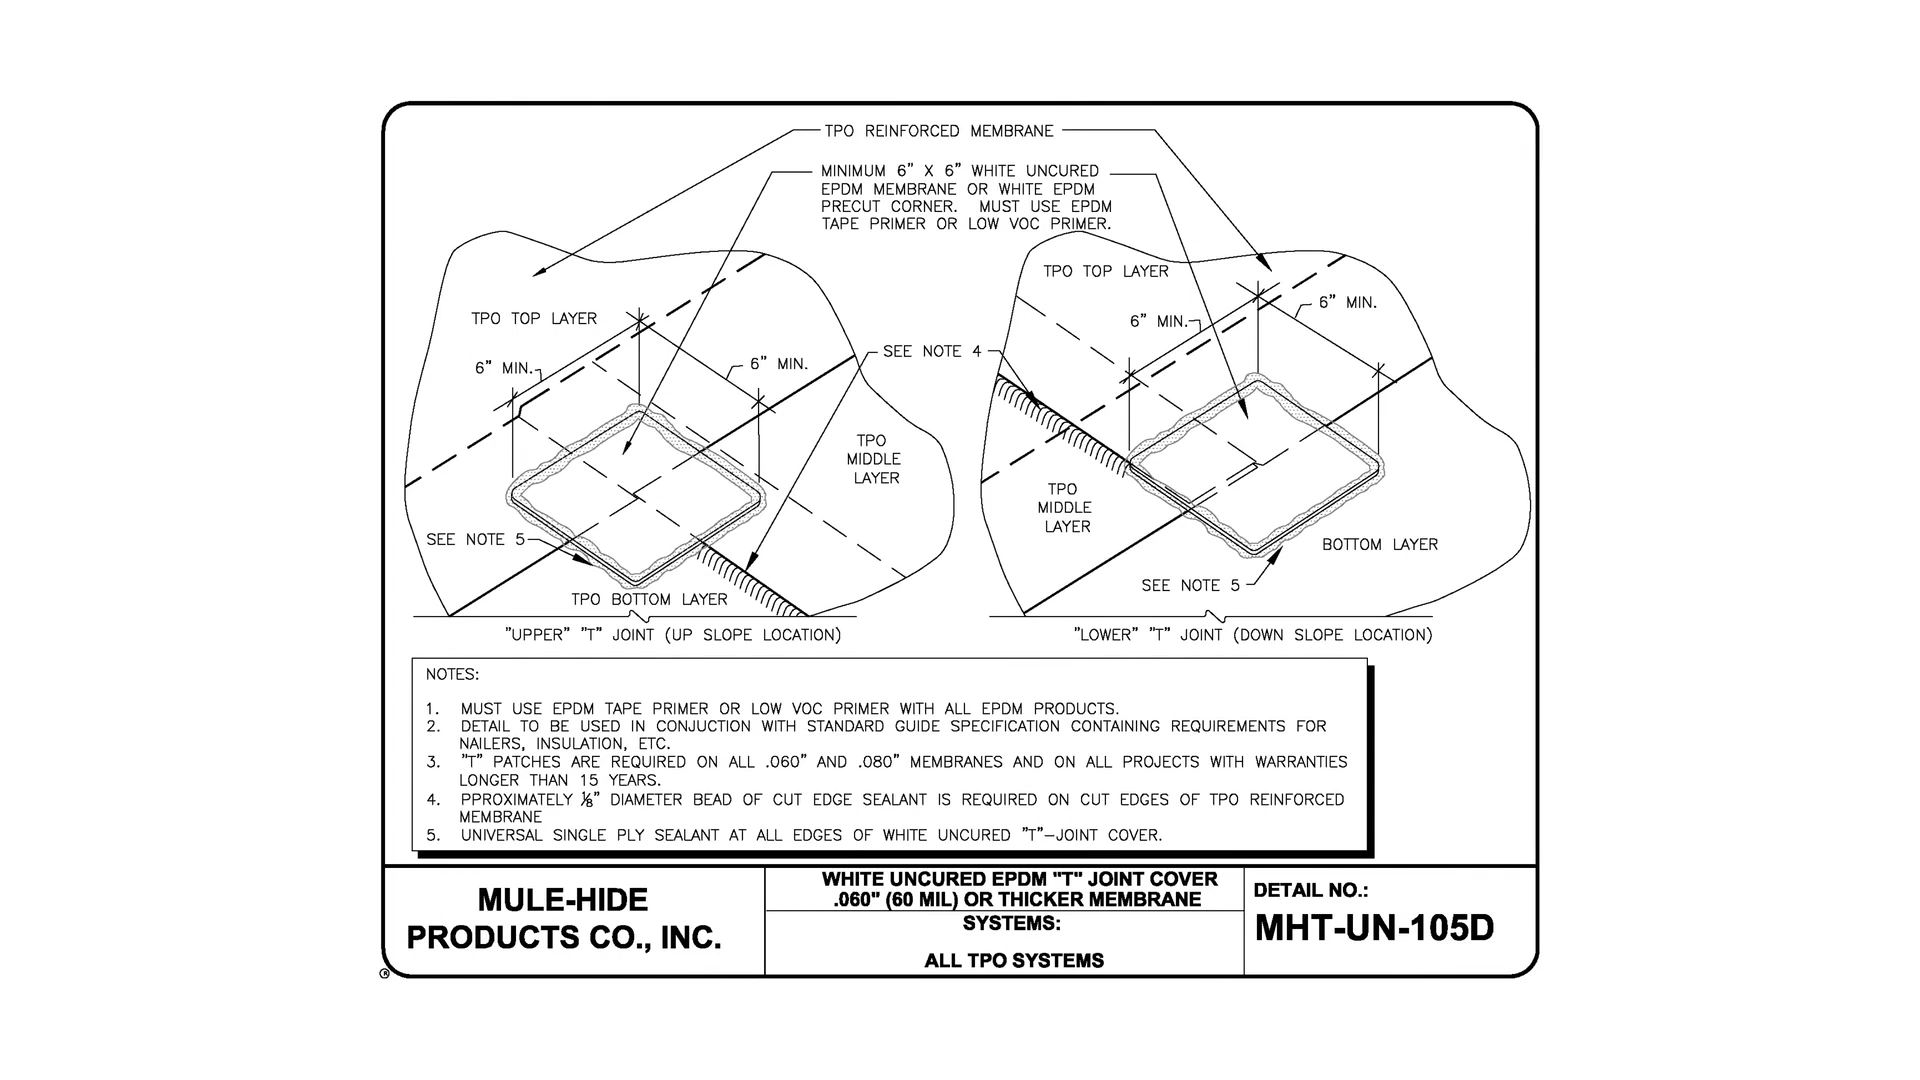 TPO REINFORCED MEMBRANE
MINIMUM 6" X 6" WHITE UNCURED
EPDM MEMBRANE OR WHITE EPDM
PRECUT CORNER. MUST USE EPDM
TAPE PRIMER OR LOW VOC PRIMER.
TPO TOP LAYER
6" MIN.
6" MIN.
SEE NOTE 4
TPO
MIDDLE
LAYER
SEE NOTE 5
TPO BOTTOM LAYER
"UPPER" "T" JOINT (UP SLOPE LOCATION)
TPO TOP LAYER
6" MIN.
6" MIN.
TPO
MIDDLE
LAYER
BOTTOM LAYER
SEE NOTE 5
"LOWER" "T" JOINT (DOWN SLOPE LOCATION)
NOTES:
1. MUST USE EPDM TAPE PRIMER OR LOW VOC PRIMER WITH ALL EPDM PRODUCTS.
2. DETAIL TO BE USED IN CONJUCTION WITH STANDARD GUIDE SPECIFICATION CONTAINING REQUIREMENTS FOR
NAILERS, INSULATION, ETC.
3. "T" PATCHES ARE REQUIRED ON ALL .060" AND .080" MEMBRANES AND ON ALL PROJECTS WITH WARRANTIES
LONGER THAN 15 YEARS.
4. PPROXIMATELY ⅛" DIAMETER BEAD OF CUT EDGE SEALANT IS REQUIRED ON CUT EDGES OF TPO REINFORCED
MEMBRANE
5. UNIVERSAL SINGLE PLY SEALANT AT ALL EDGES OF WHITE UNCURED "T"-JOINT COVER.
MULE-HIDE
PRODUCTS CO., INC.
®
WHITE UNCURED EPDM "T" JOINT COVER
.060" (60 MIL) OR THICKER MEMBRANE
SYSTEMS:
ALL TPO SYSTEMS
DETAIL NO.:
MHT-UN-105D